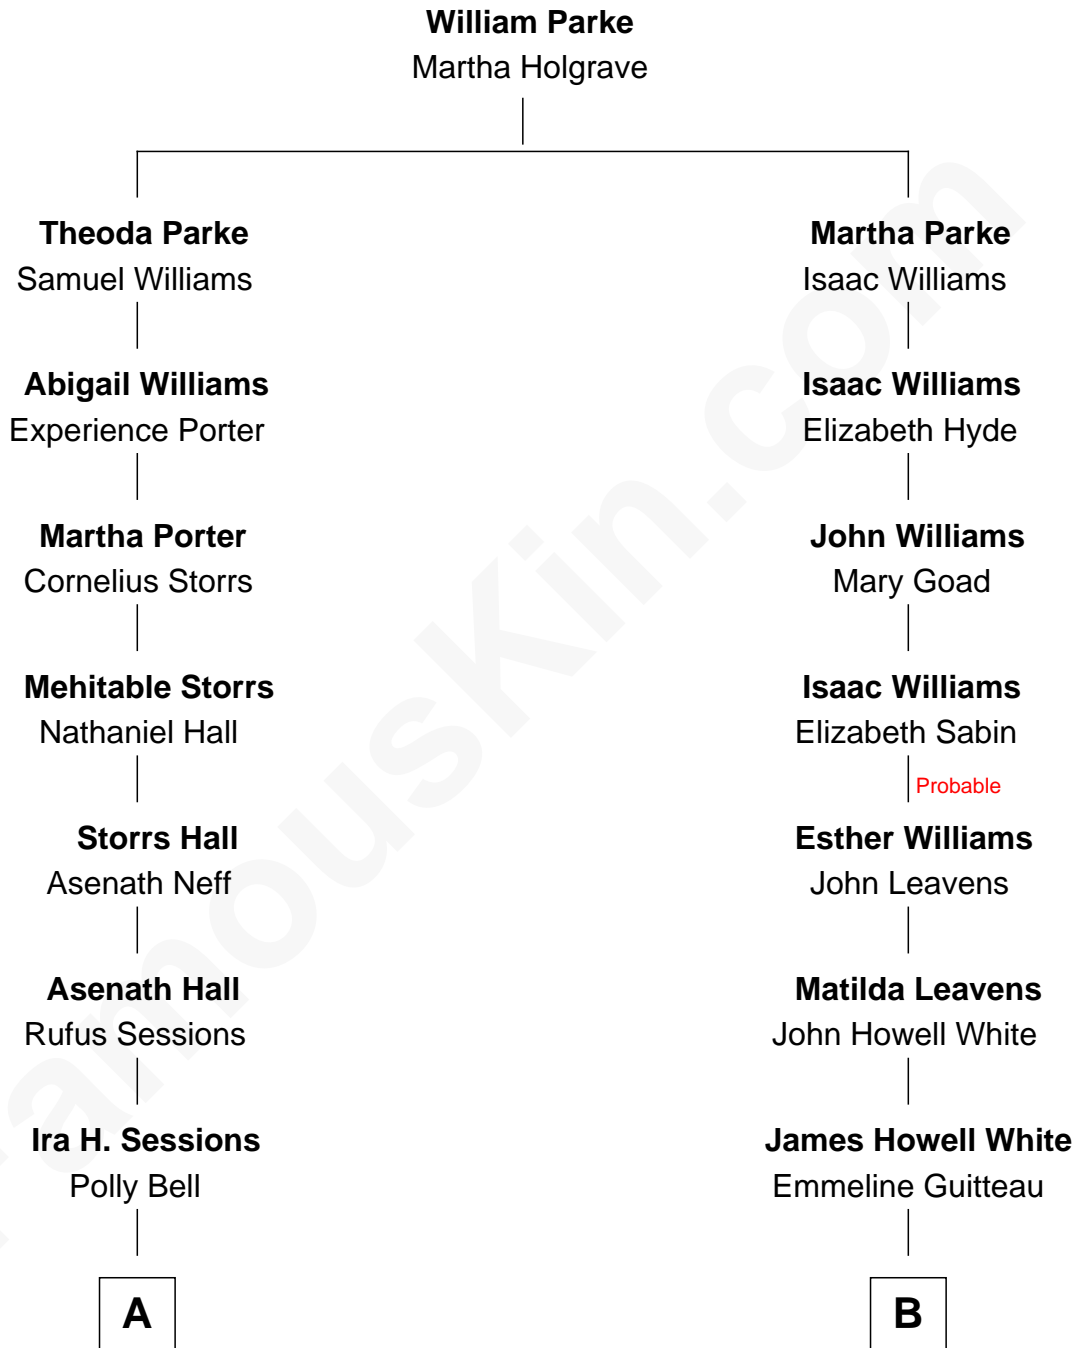 William Parke
Martha Holgrave
Theoda Parke
Samuel Williams
Abigail Williams
Experience Porter
Martha Porter
Cornelius Storrs
Mehitable Storrs
Nathaniel Hall
Storrs Hall
Asenath Neff
Asenath Hall
Rufus Sessions
Ira H. Sessions
Polly Bell
A
Martha Parke
Isaac Williams
Isaac Williams
Elizabeth Hyde
John Williams
Mary Goad
Isaac Williams
Elizabeth Sabin
Probable
Esther Williams
John Leavens
Matilda Leavens
John Howell White
James Howell White
Emmeline Guitteau
B
FamousKin.com